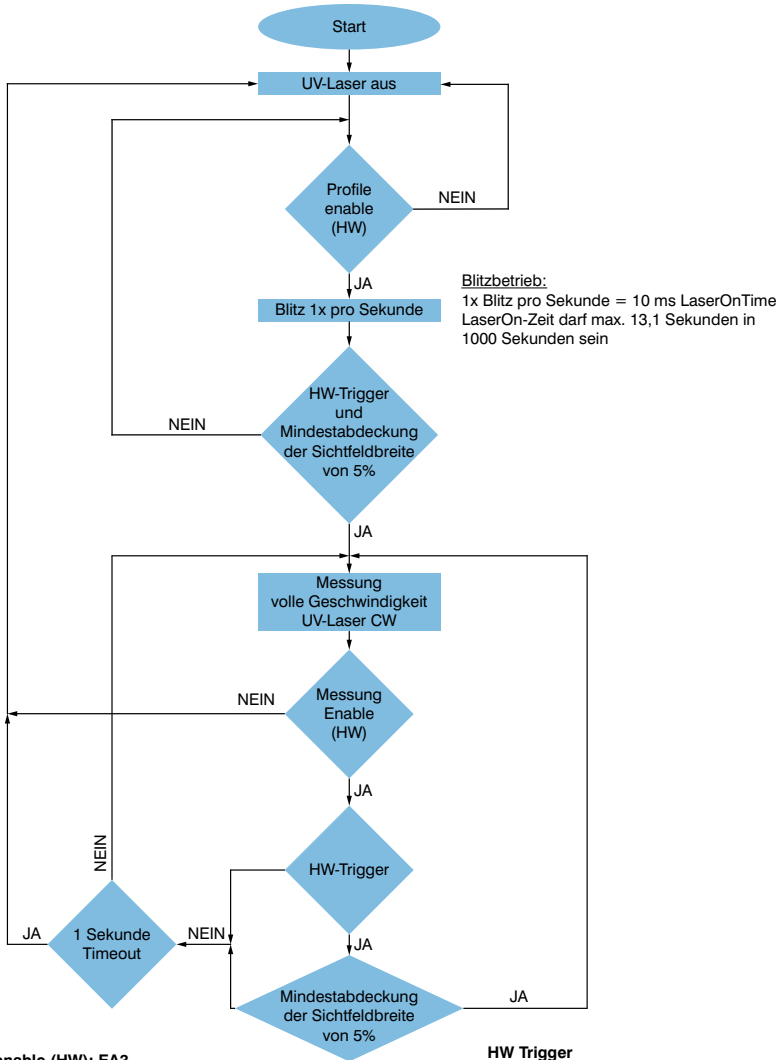 Start
UV-Laser aus
Profile
enable
(HW)
NEIN
JA
Blitz 1x pro Sekunde
Blitzbetrieb:
1x Blitz pro Sekunde = 10 ms LaserOnTime
LaserOn-Zeit darf max. 13,1 Sekunden in
1000 Sekunden sein
HW-Trigger
und
Mindestabdeckung
der Sichtfeldbreite
von 5%
NEIN
JA
Messung
volle Geschwindigkeit
UV-Laser CW
Messung
Enable
(HW)
NEIN
JA
HW-Trigger
NEIN
1 Sekunde
Timeout
JA
NEIN
JA
Mindestabdeckung
der Sichtfeldbreite
von 5%
JA
HW Trigger